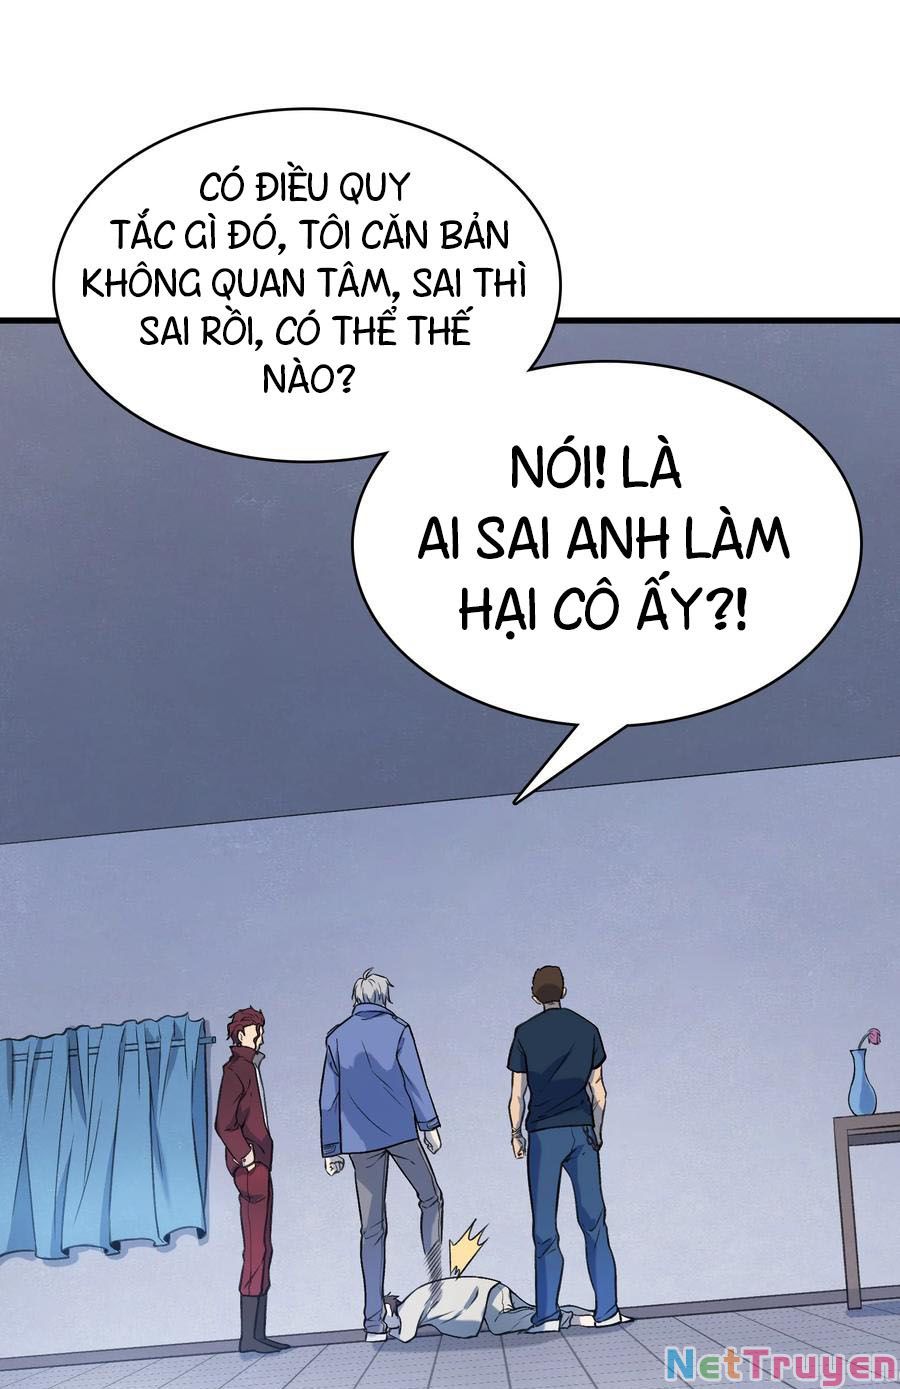 CÓ ĐIỀU QUY
TẮC GÌ ĐÓ, TÔI CĂN BẢN
KHÔNG QUAN TÂM, SAI THÌ
SAI RỒI, CÓ THỂ THẾ
NÀO?
NÓI! LÀ
AI SAI ANH LÀM
HẠI CÔ ẤY?!
NetTruyen